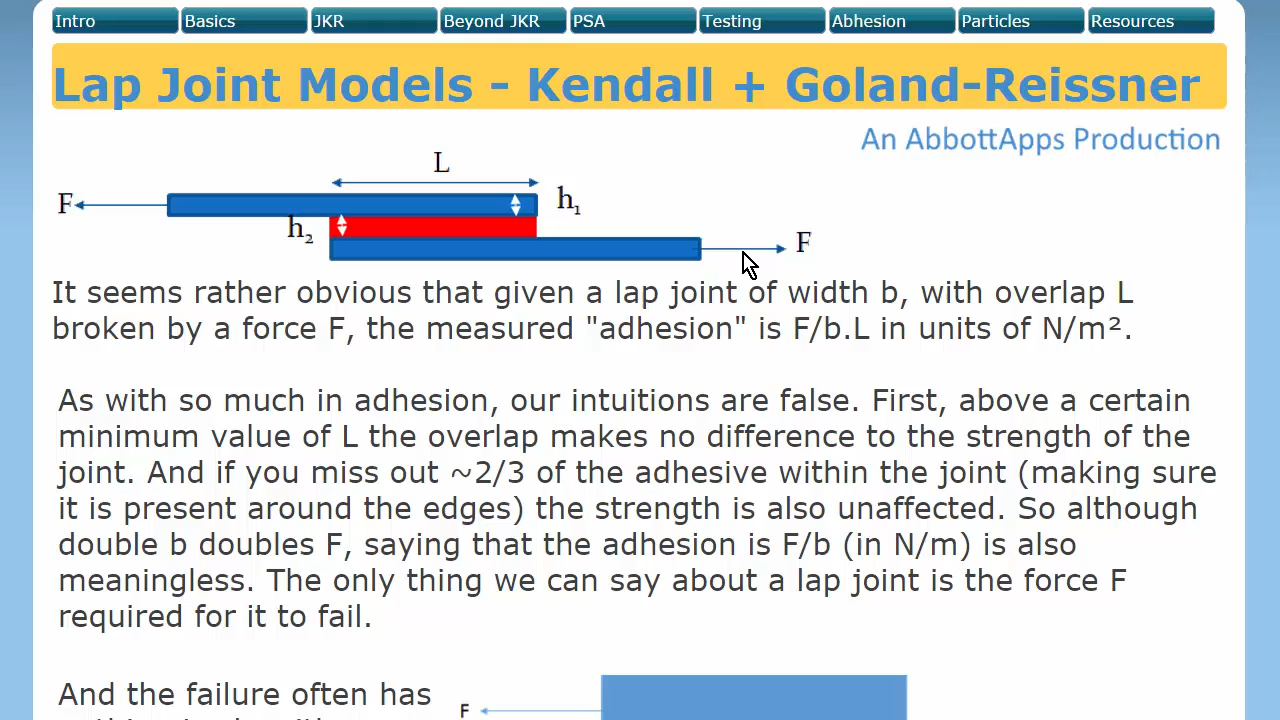 Intro Basics JKR Beyond JKR PSA Testing Abhesion Particles Resources
Lap Joint Models - Kendall + Goland-Reissner
An AbbottApps Production
L
F h₁
h₂ F
It seems rather obvious that given a lap joint of width b, with overlap L
broken by a force F, the measured "adhesion" is F/b.L in units of N/m².
As with so much in adhesion, our intuitions are false. First, above a certain
minimum value of L the overlap makes no difference to the strength of the
joint. And if you miss out ~2/3 of the adhesive within the joint (making sure
it is present around the edges) the strength is also unaffected. So although
double b doubles F, saying that the adhesion is F/b (in N/m) is also
meaningless. The only thing we can say about a lap joint is the force F
required for it to fail.
And the failure often has
F